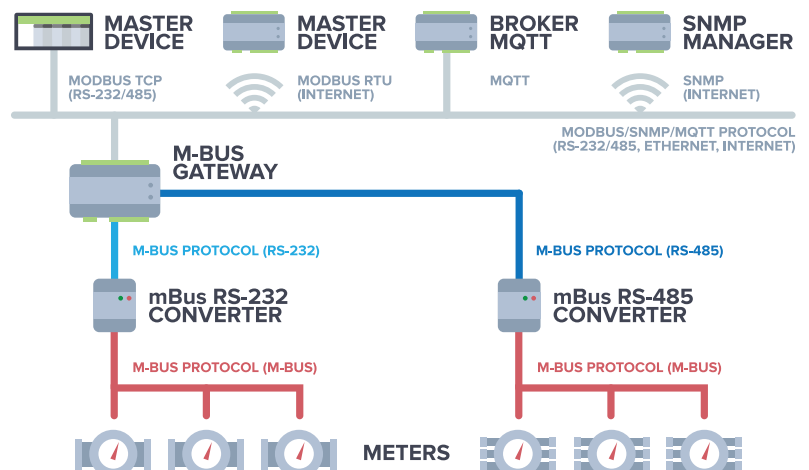 MASTER
DEVICE
MASTER
DEVICE
BROKER
MQTT
SNMP
MANAGER
MODBUS TCP
(RS-232/485)
MODBUS RTU
(INTERNET)
MQTT
SNMP
(INTERNET)
MODBUS/SNMP/MQTT PROTOCOL
(RS-232/485, ETHERNET, INTERNET)
M-BUS
GATEWAY
M-BUS PROTOCOL (RS-232)
M-BUS PROTOCOL (RS-485)
mBus RS-232
CONVERTER
mBus RS-485
CONVERTER
M-BUS PROTOCOL (M-BUS)
M-BUS PROTOCOL (M-BUS)
METERS